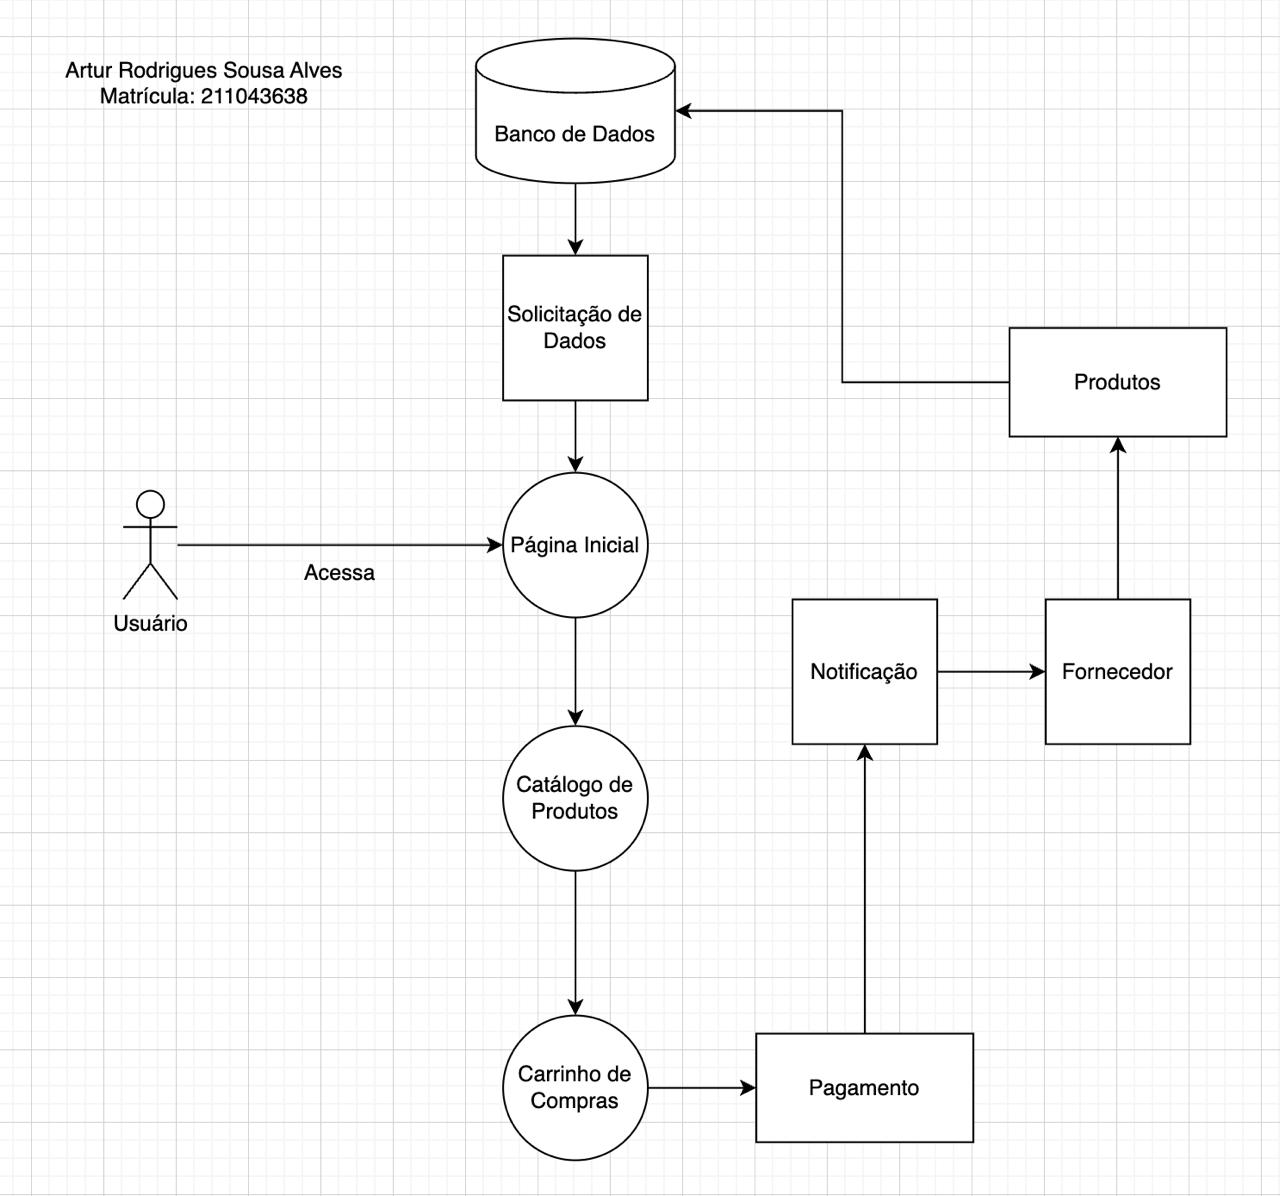 Artur Rodrigues Sousa Alves
Matrícula: 211043638
Banco de Dados
Solicitação de
Dados
Produtos
Página Inicial
Acessa
Usuário
Notificação
Fornecedor
Catálogo de
Produtos
Carrinho de
Compras
Pagamento